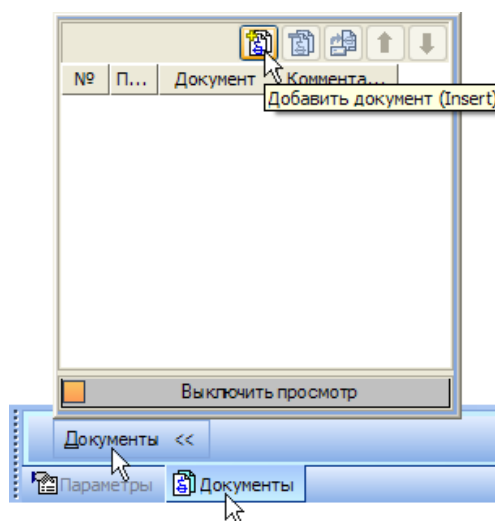 № П... Документ Коммента...
Добавить документ (Insert)
Выключить просмотр
Документы <<
Параметры Документы